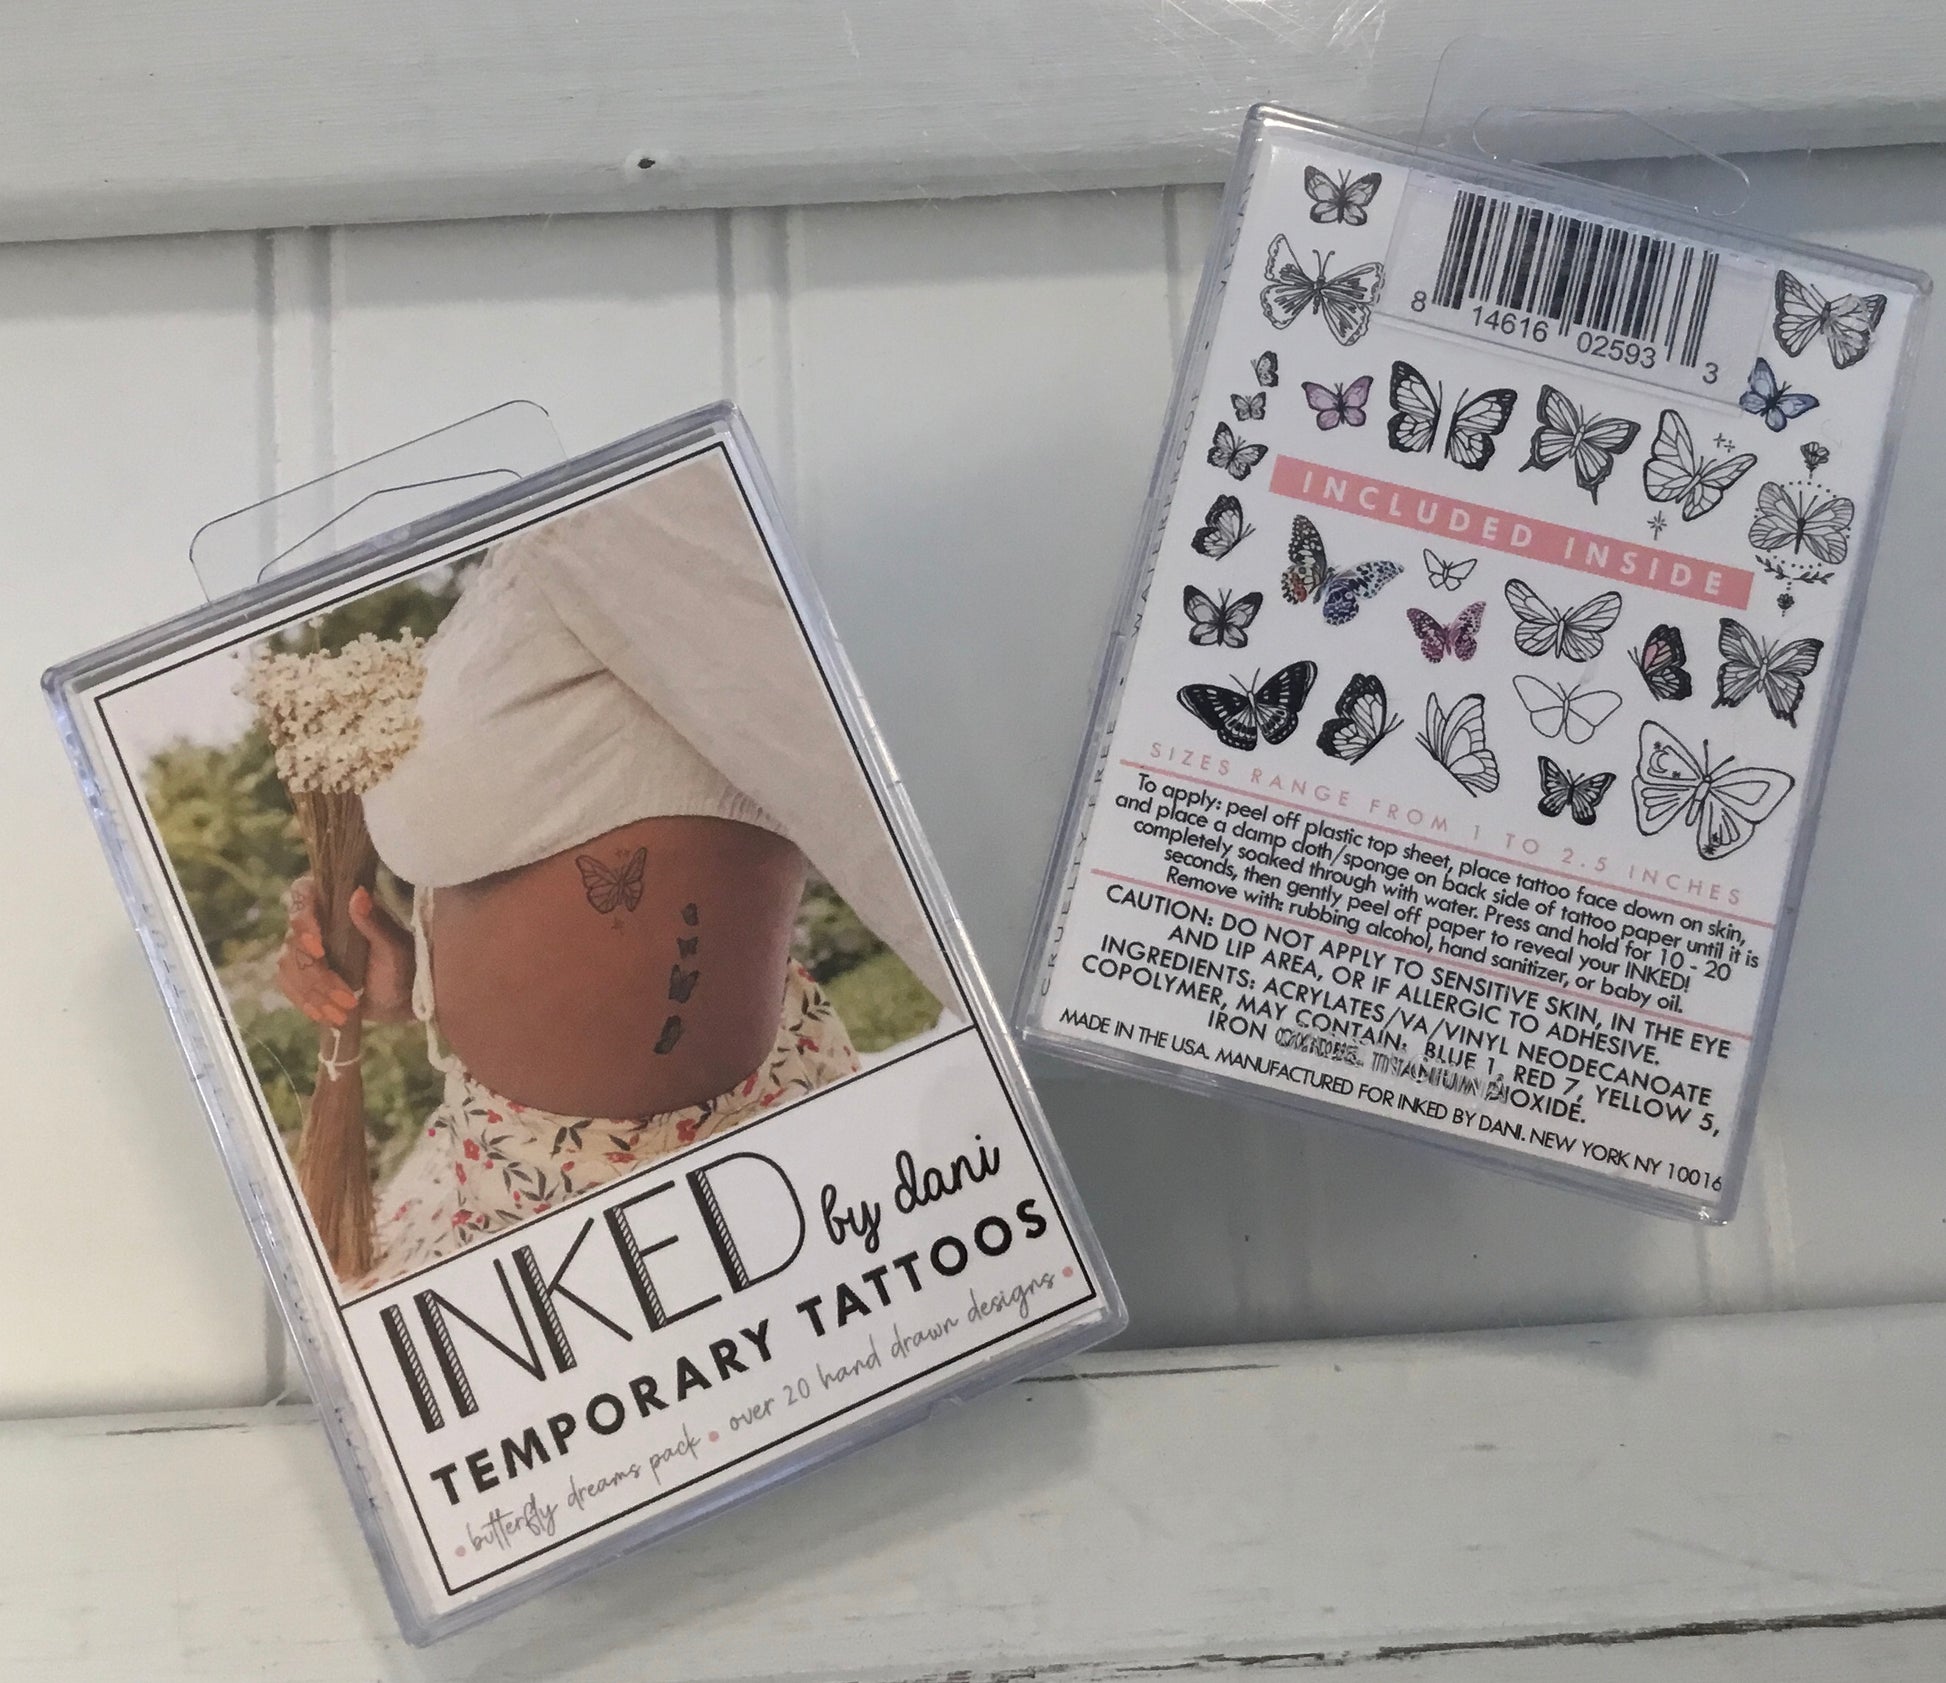 INKED by dani
TEMPORARY TATTOOS
• butterfly dreams pack • over 20 hand drawn designs •
8 14616 02593 3
INCLUDED INSIDE
SIZES RANGE FROM 1 TO 2.5 INCHES
To apply: peel off plastic top sheet, place tattoo face down on skin,
and place a damp cloth/sponge on back side of tattoo paper until it is
completely soaked through with water. Press and hold for 10 - 20
seconds, then gently peel off paper to reveal your INKED!
Remove with: rubbing alcohol, hand sanitizer, or baby oil.
CAUTION: DO NOT APPLY TO SENSITIVE SKIN, IN THE EYE
AND LIP AREA, OR IF ALLERGIC TO ADHESIVE.
INGREDIENTS: ACRYLATES/VA/VINYL NEODECANOATE
COPOLYMER, MAY CONTAIN: BLUE 1, RED 7, YELLOW 5,
IRON OXIDES, TITANIUM DIOXIDE.
MADE IN THE USA. MANUFACTURED FOR INKED BY DANI. NEW YORK NY 10016
CRUELTY FREE • WATERPROOF •